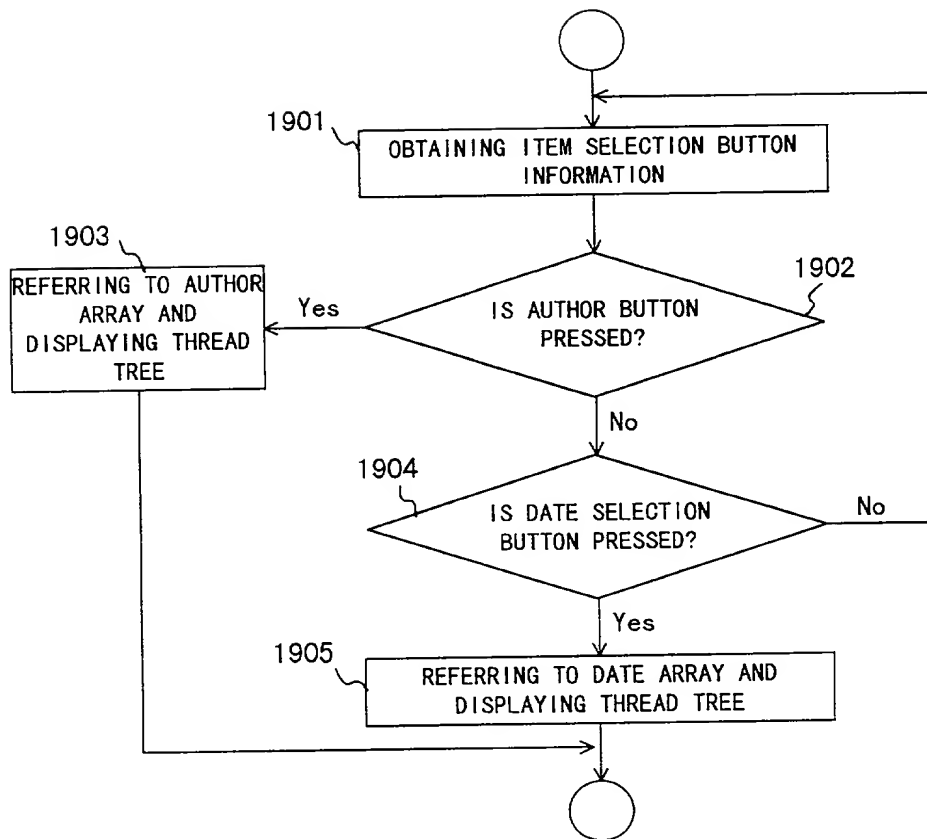 1901
OBTAINING ITEM SELECTION BUTTON
INFORMATION
1902
IS AUTHOR BUTTON
PRESSED?
Yes
1903
REFERRING TO AUTHOR
ARRAY AND
DISPLAYING THREAD
TREE
No
1904
IS DATE SELECTION
BUTTON PRESSED?
No
Yes
1905
REFERRING TO DATE ARRAY AND
DISPLAYING THREAD TREE